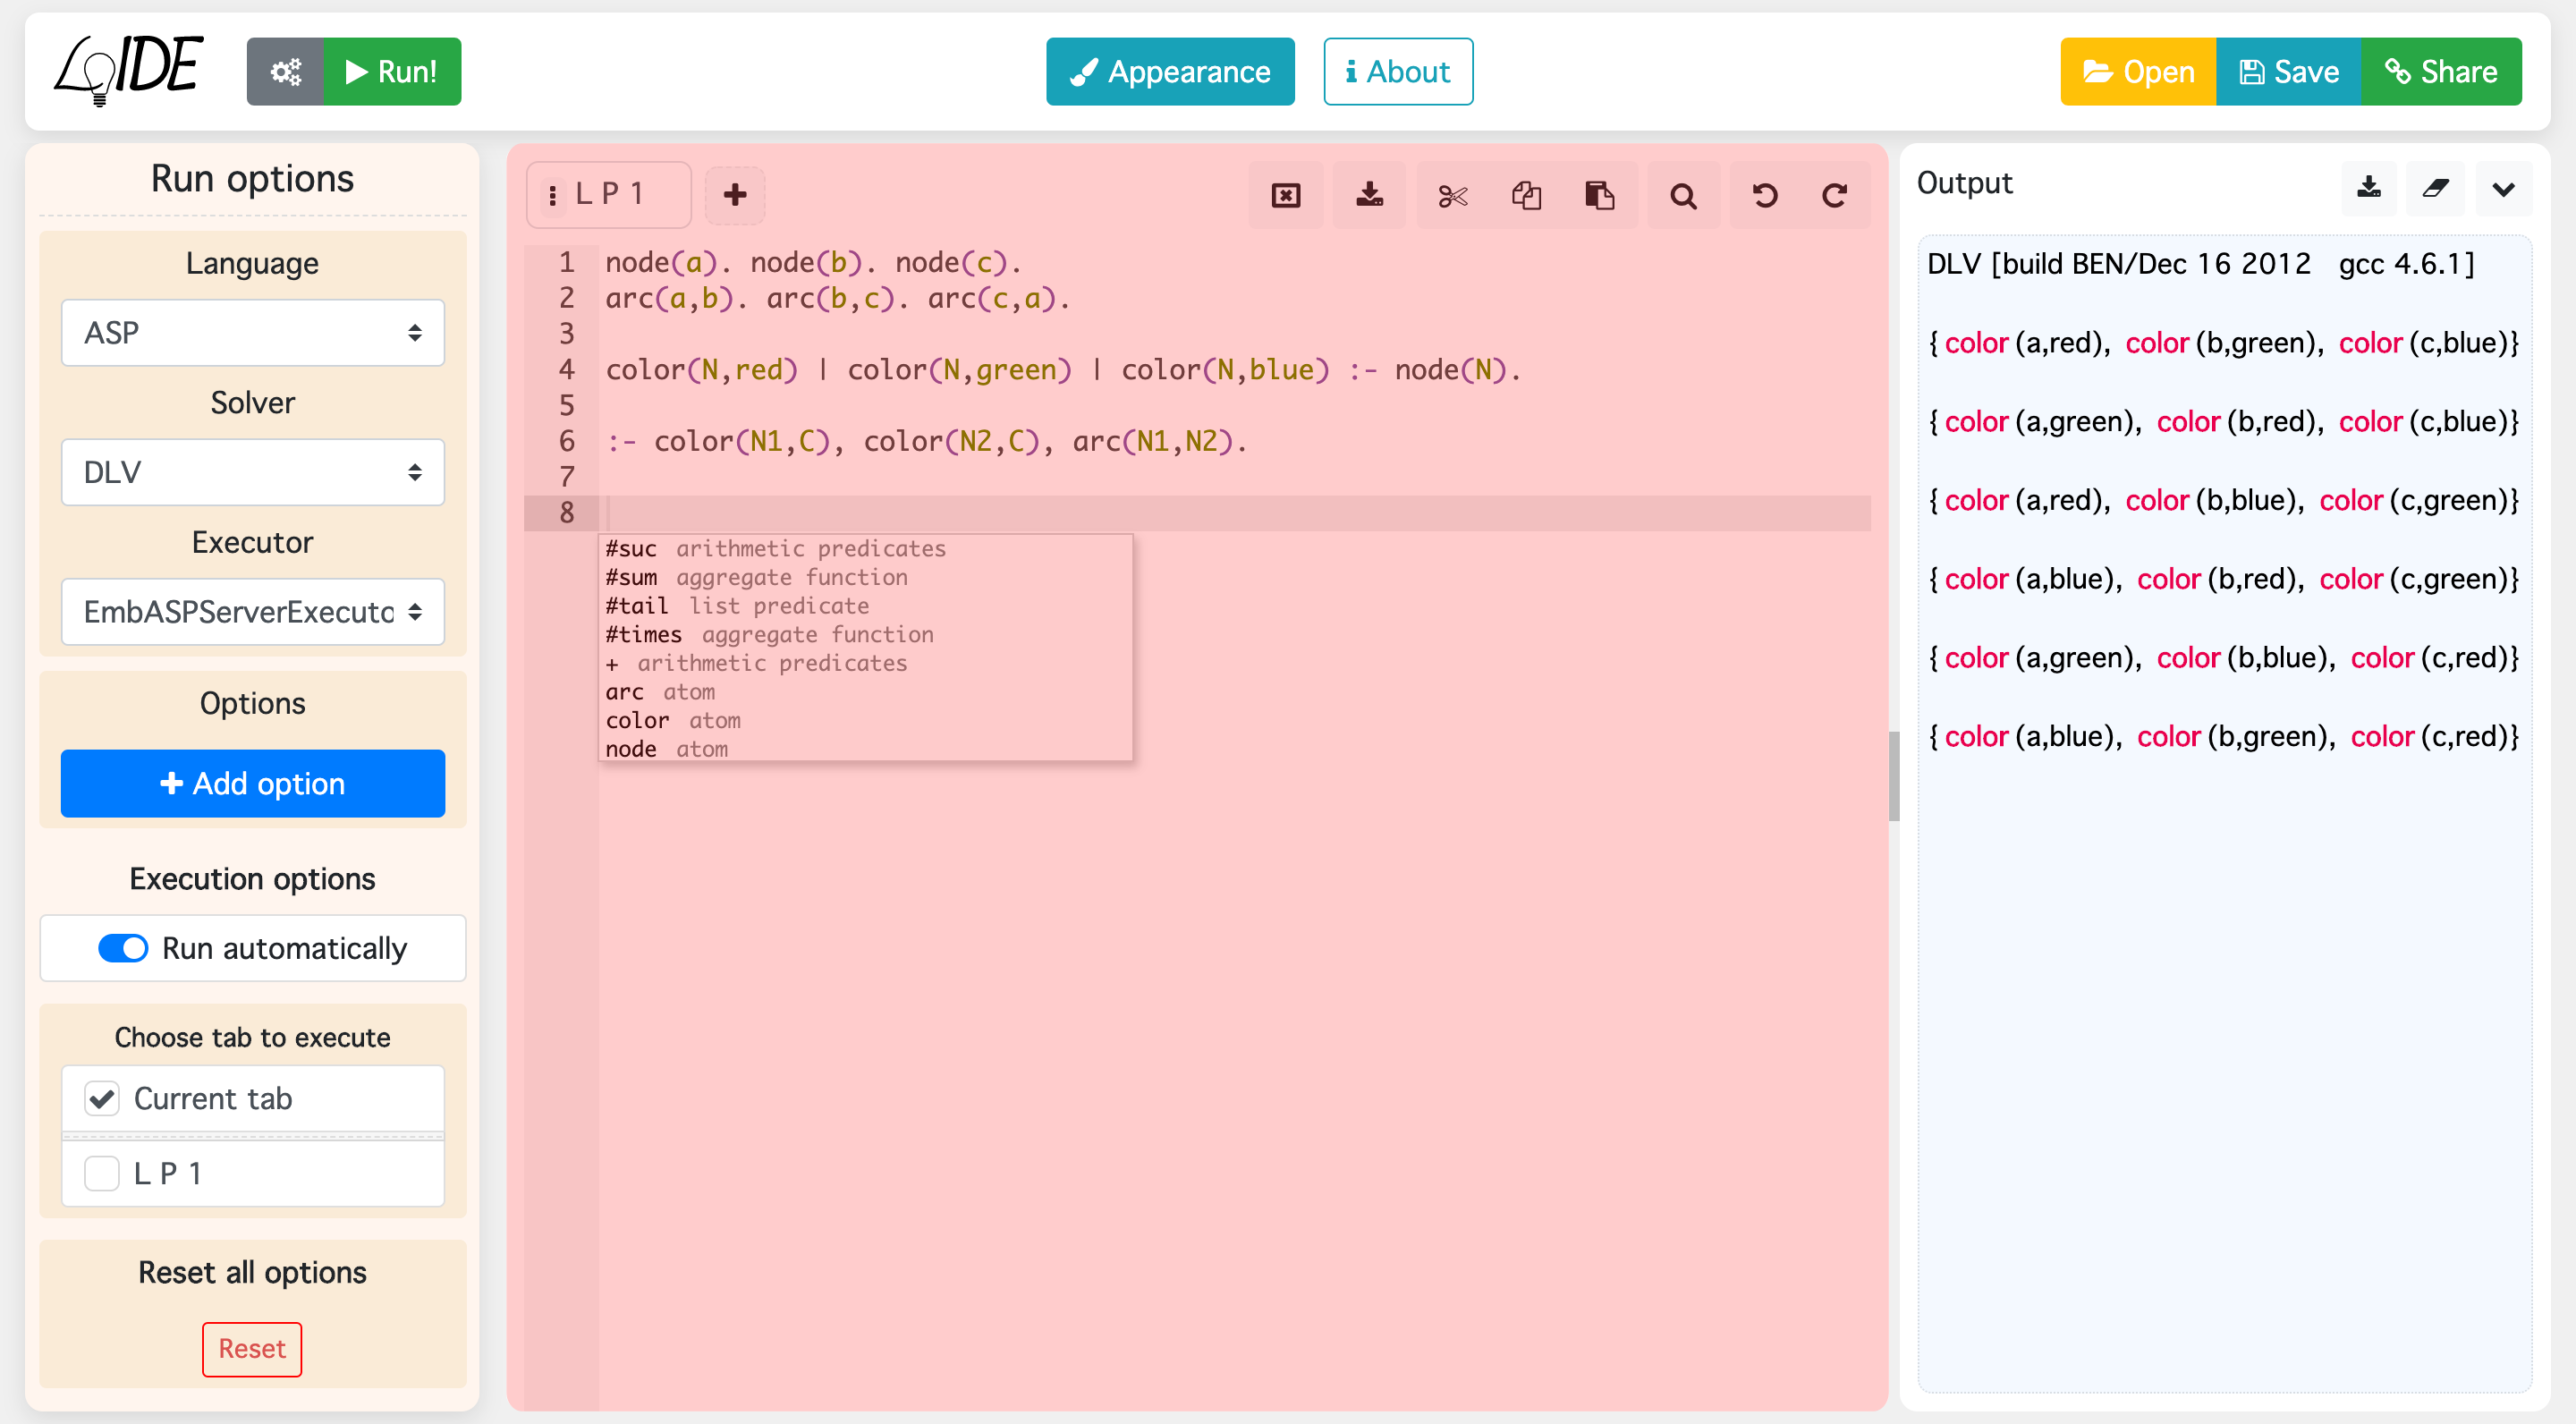 LoIDE
Run!
Appearance
About
Open
Save
Share
Run options
Language
ASP
Solver
DLV
Executor
EmbASPServerExecuto
Options
Add option
Execution options
Run automatically
Choose tab to execute
Current tab
L P 1
Reset all options
Reset
L P 1
1 node(a). node(b). node(c).
2 arc(a,b). arc(b,c). arc(c,a).
3
4 color(N,red) | color(N,green) | color(N,blue) :- node(N).
5
6 :- color(N1,C), color(N2,C), arc(N1,N2).
7
8
#suc arithmetic predicates
#sum aggregate function
#tail list predicate
#times aggregate function
+ arithmetic predicates
arc atom
color atom
node atom
Output
DLV [build BEN/Dec 16 2012 gcc 4.6.1]
{color(a,red), color(b,green), color(c,blue)}
{color(a,green), color(b,red), color(c,blue)}
{color(a,red), color(b,blue), color(c,green)}
{color(a,blue), color(b,red), color(c,green)}
{color(a,green), color(b,blue), color(c,red)}
{color(a,blue), color(b,green), color(c,red)}